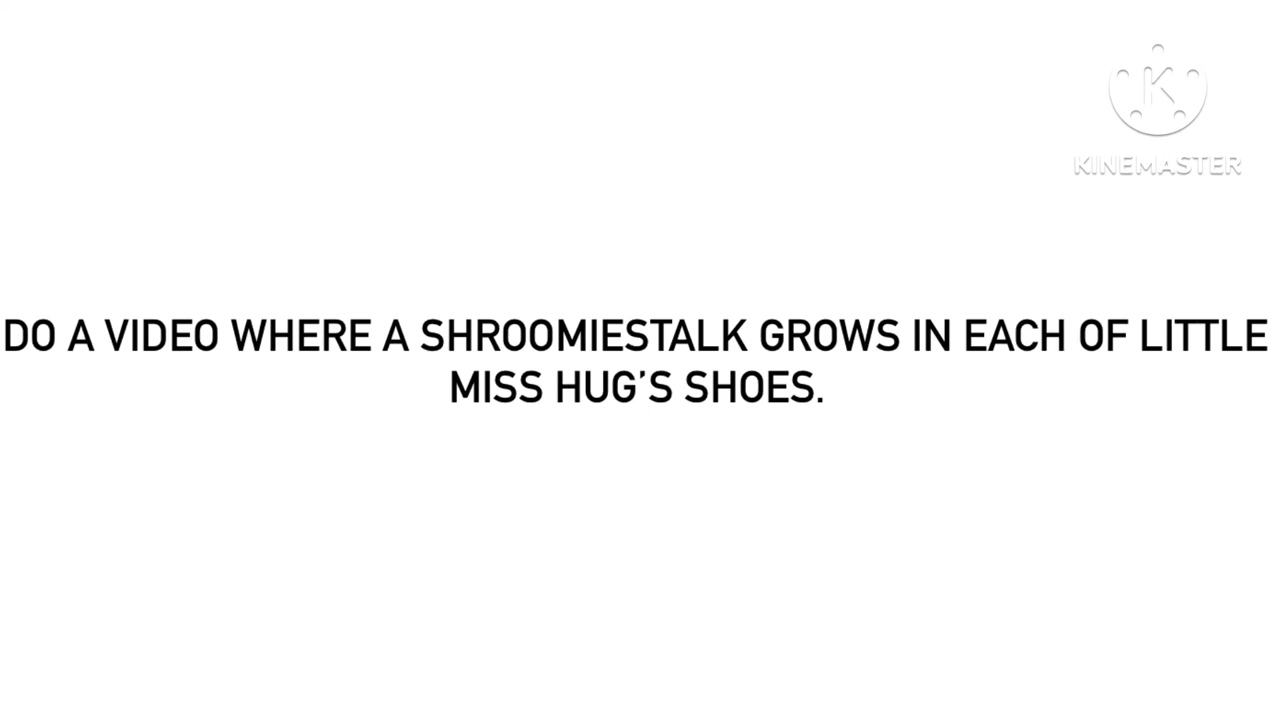 KINEMASTER
DO A VIDEO WHERE A SHROOMIESTALK GROWS IN EACH OF LITTLE
MISS HUG’S SHOES.